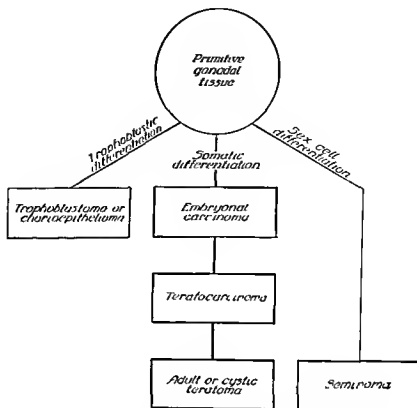 Primitive
gonadal
tissue
Trophoblastic
differentiation
Somatic
differentiation
Sex cell
differentiation
Trophoblastoma or
chorioepithelioma
Embryonal
carcinoma
Teratocarcinoma
Adult or cystic
teratoma
Seminoma